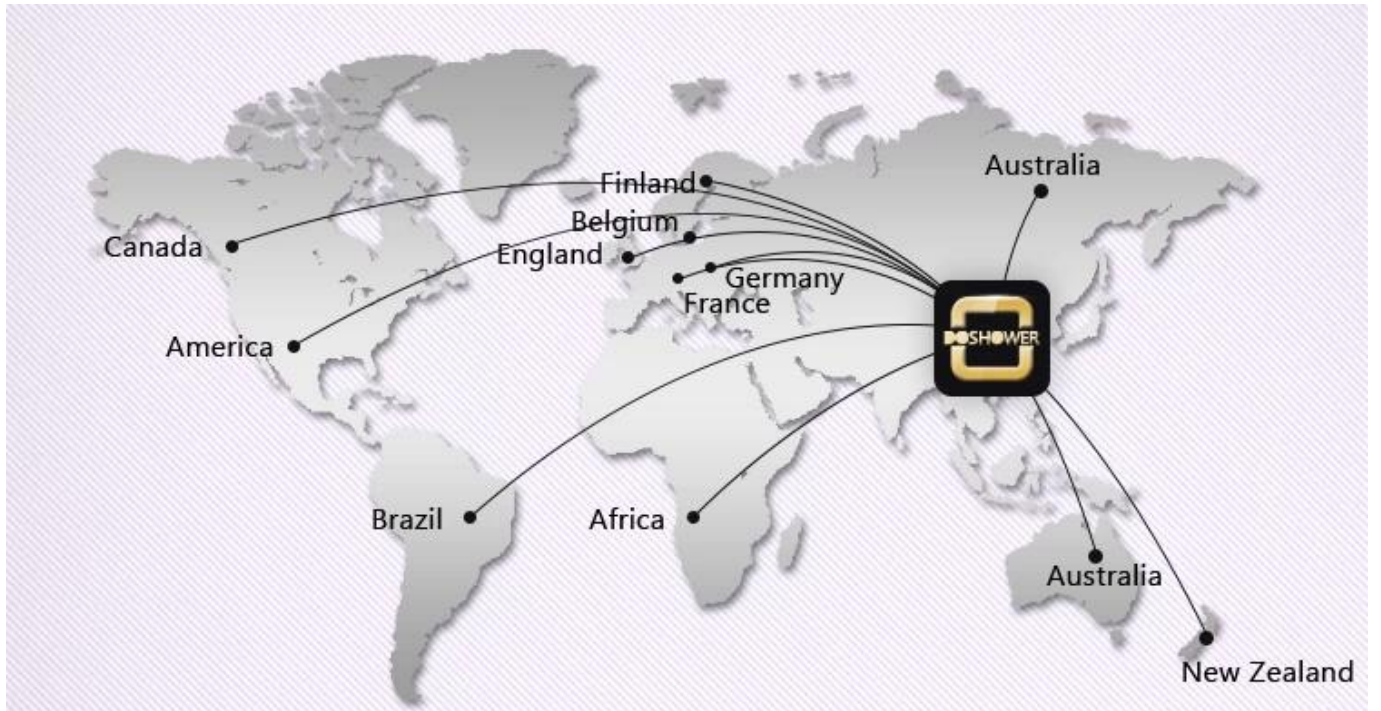 Australia
Finland
Belgium
Canada
England
Germany
France
DOSHOWER
America
Brazil
Africa
Australia
New Zealand